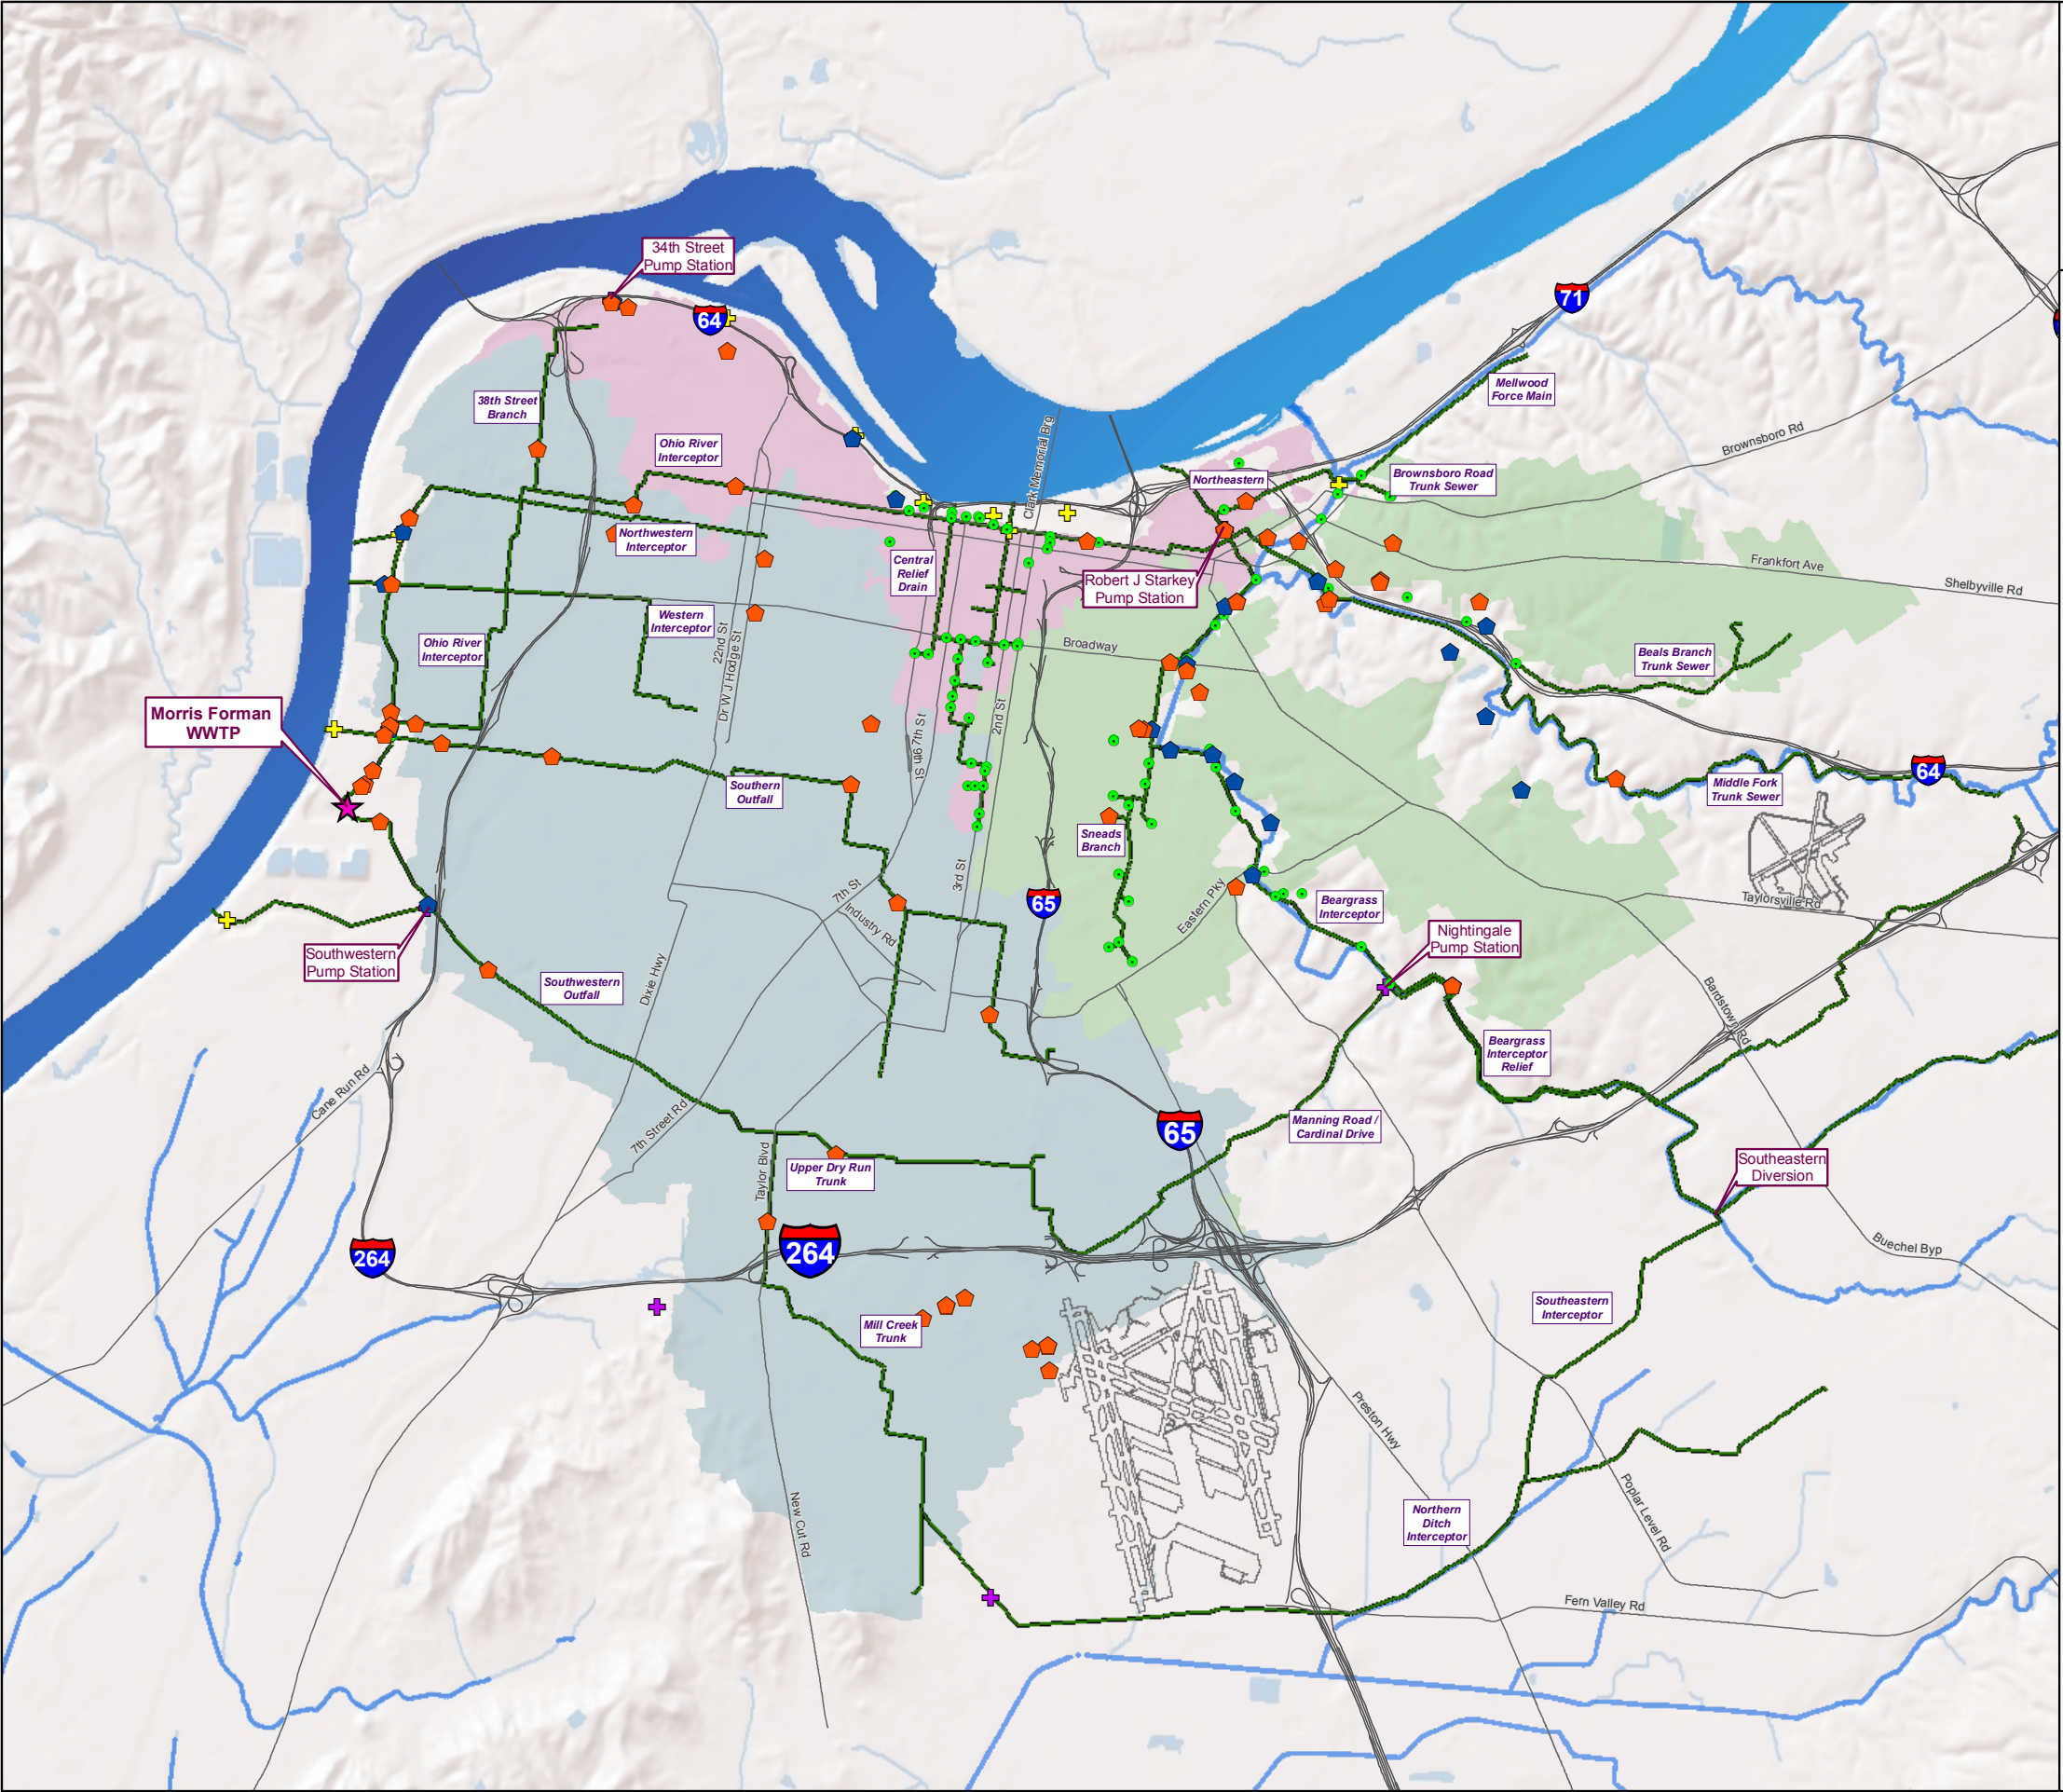 71
34th Street
Pump Station
64
Mellwood
Force Main
38th Street
Branch
Clark Memorial Brg
Brownsboro Rd
Ohio River
Interceptor
Northeastern
Brownsboro Road
Trunk Sewer
Northwestern
Interceptor
Central
Relief
Drain
Robert J Starkey
Pump Station
Frankfort Ave
Shelbyville Rd
Western
Interceptor
22nd St
Dr W J Hodge St
Broadway
Ohio River
Interceptor
Beals Branch
Trunk Sewer
Morris Forman
WWTP
2nd St
7th St
9th St
64
Southern
Outfall
Middle Fork
Trunk Sewer
Sneads
Branch
3rd St
7th St
Industry Rd
65
Eastern Pky
Beargrass
Interceptor
Taylorsville Rd
Nightingale
Pump Station
Southwestern
Pump Station
Southwestern
Outfall
Dixie Hwy
Bardstown Rd
Beargrass
Interceptor
Relief
Cane Run Rd
7th Street Rd
65
Manning Road /
Cardinal Drive
Taylor Blvd
Upper Dry Run
Trunk
Southeastern
Diversion
264
264
Buechel Byp
Southeastern
Interceptor
Mill Creek
Trunk
Preston Hwy
New Cut Rd
Northern
Ditch
Interceptor
Poplar Level Rd
Fern Valley Rd